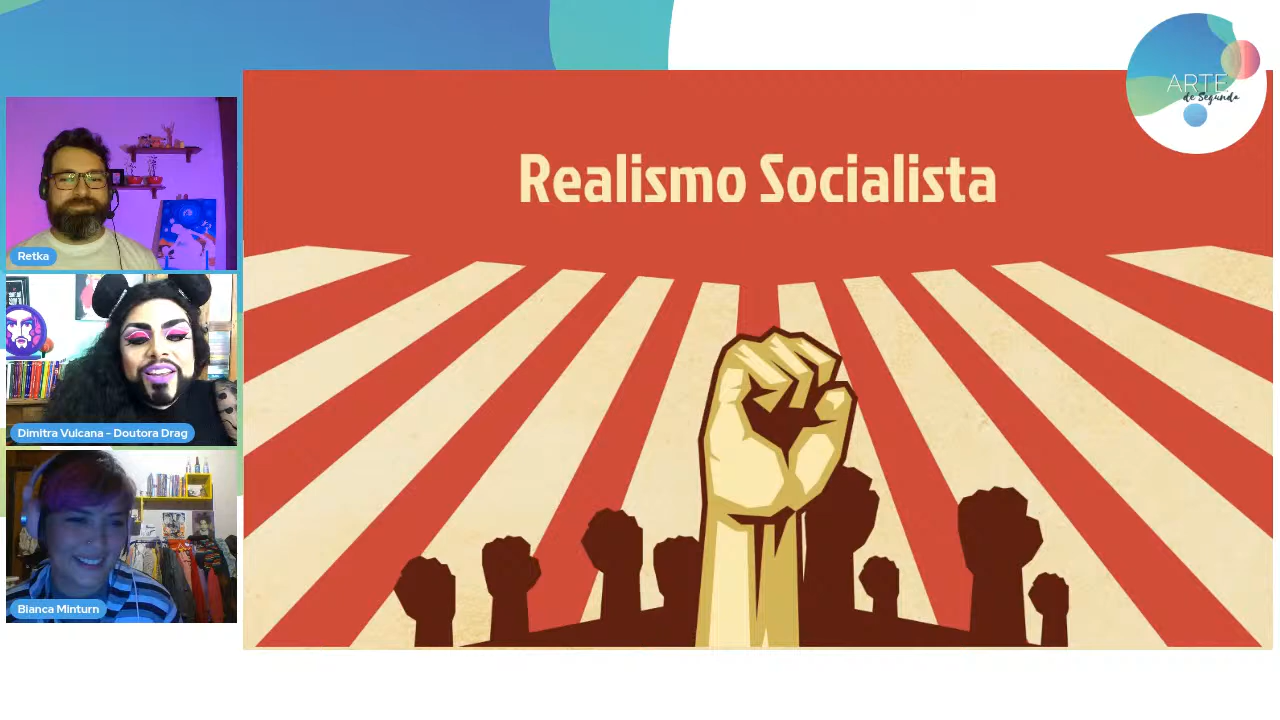 ARTE
de Segunda
Realismo Socialista
Retka
Dimitra Vulcana - Doutora Drag
Bianca Minturn